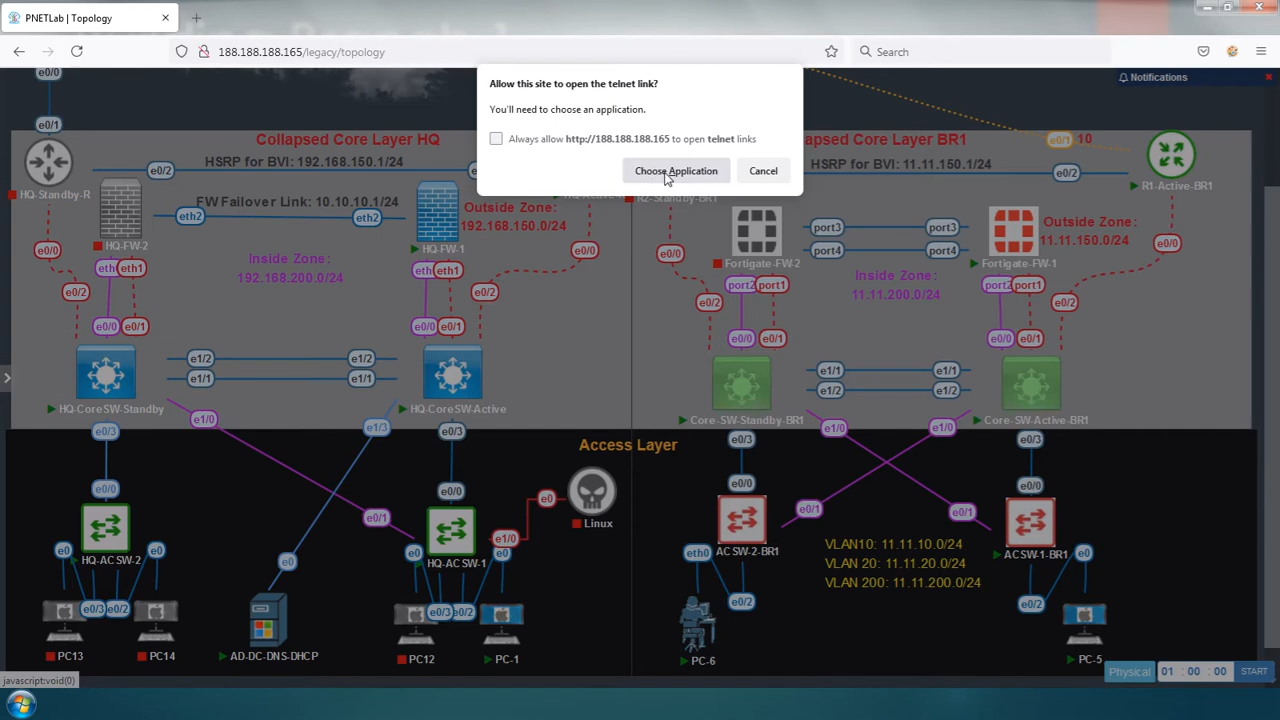 PNETLab | Topology
188.188.188.165/legacy/topology
Search
Notifications
Allow this site to open the telnet link?
You'll need to choose an application.
Always allow http://188.188.188.165 to open telnet links
Choose Application
Cancel
e0/0
e0/1
Collapsed Core Layer HQ
apsed Core Layer BR1
e0/1
10
HSRP for BVI: 192.168.150.1/24
e0/2
HSRP for BVI: 11.11.150.1/24
e0/2
HQ-Standby-R
R2-Standby-BR1
R1-Active-BR1
FW Failover Link: 10.10.10.1/24
eth2
eth2
Outside Zone:
192.168.150.0/24
port3
port3
Outside Zone:
11.11.150.0/24
HQ-FW-2
HQ-FW-1
e0/0
e0/0
e0/0
port4
port4
e0/0
Inside Zone:
192.168.200.0/24
Fortigate-FW-2
Inside Zone:
11.11.200.0/24
Fortigate-FW-1
eth
eth1
eth
eth1
e0/2
e0/2
port2
port1
port2
port1
e0/2
e0/2
e0/0
e0/1
e0/0
e0/1
e0/0
e0/1
e0/0
e0/1
e1/2
e1/2
e1/1
e1/1
e1/1
e1/1
e1/2
e1/2
HQ-CoreSW-Standby
HQ-CoreSW-Active
Core-SW-Standby-BR1
Core-SW-Active-BR1
e1/0
e1/3
e1/0
e1/0
e0/3
e0/3
e0/3
e0/3
Access Layer
e0/0
e0/0
e0/0
e0/0
e0
e0/1
e0/1
e0/1
Linux
e1/0
HQ-ACSW-2
HQ-ACSW-1
ACSW-2-BR1
ACSW-1-BR1
VLAN10: 11.11.10.0/24
VLAN 20: 11.11.20.0/24
VLAN 200: 11.11.200.0/24
e0
e0
e0
e0
e0
eth0
e0
e0/3
e0/2
e0/3
e0/2
e0/2
e0/2
PC13
PC14
AD-DC-DNS-DHCP
PC12
PC-1
PC-6
PC-5
Physical
01 : 00 : 00
START
javascript:void(0)